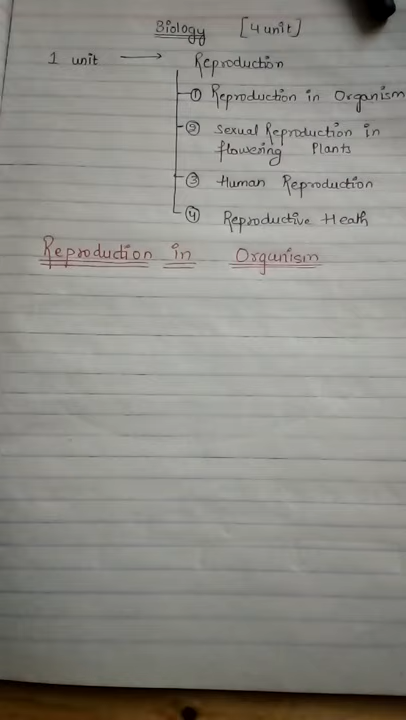 Biology [4 unit]
1 unit → Reproduction
① Reproduction in Organism
② Sexual Reproduction in
flowering Plants
③ Human Reproduction
④ Reproductive Heath
Reproduction in Organism